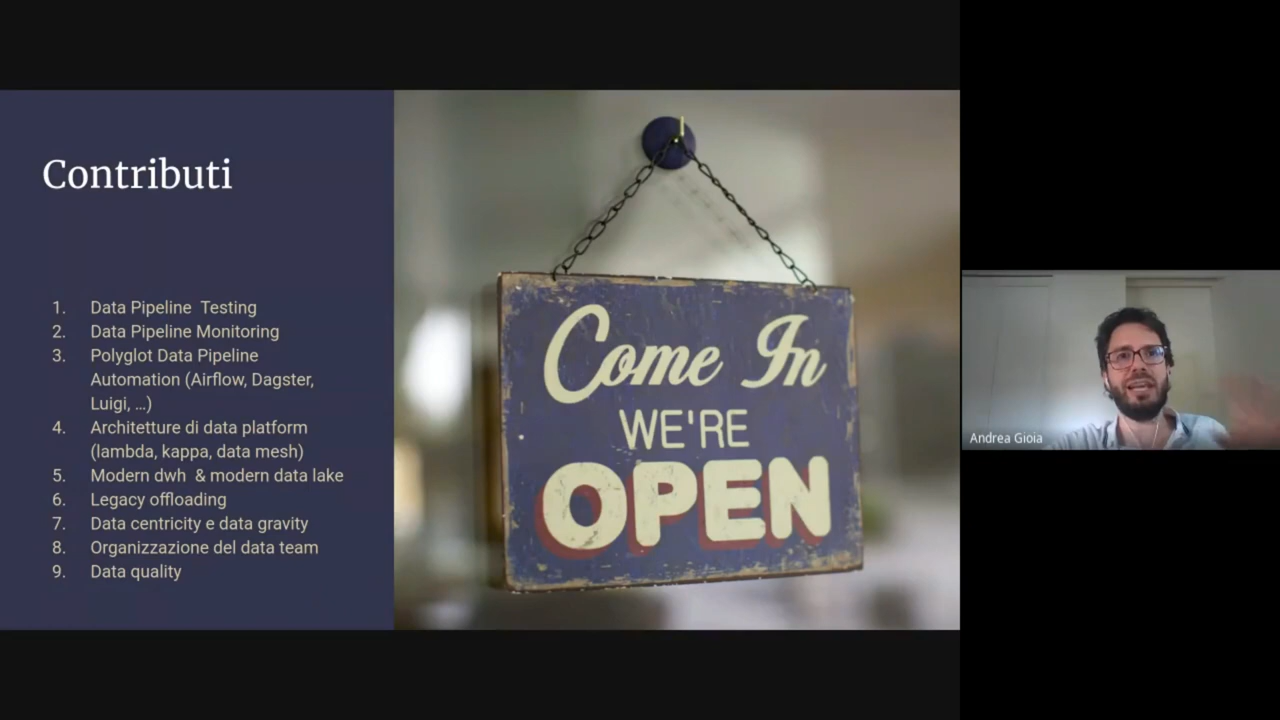 Contributi
1. Data Pipeline Testing
2. Data Pipeline Monitoring
3. Polyglot Data Pipeline
Automation (Airflow, Dagster,
Luigi, ...)
4. Architetture di data platform
(lambda, kappa, data mesh)
5. Modern dwh & modern data lake
6. Legacy offloading
7. Data centricity e data gravity
8. Organizzazione del data team
9. Data quality
Come In
WE'RE
OPEN
Andrea Gioia